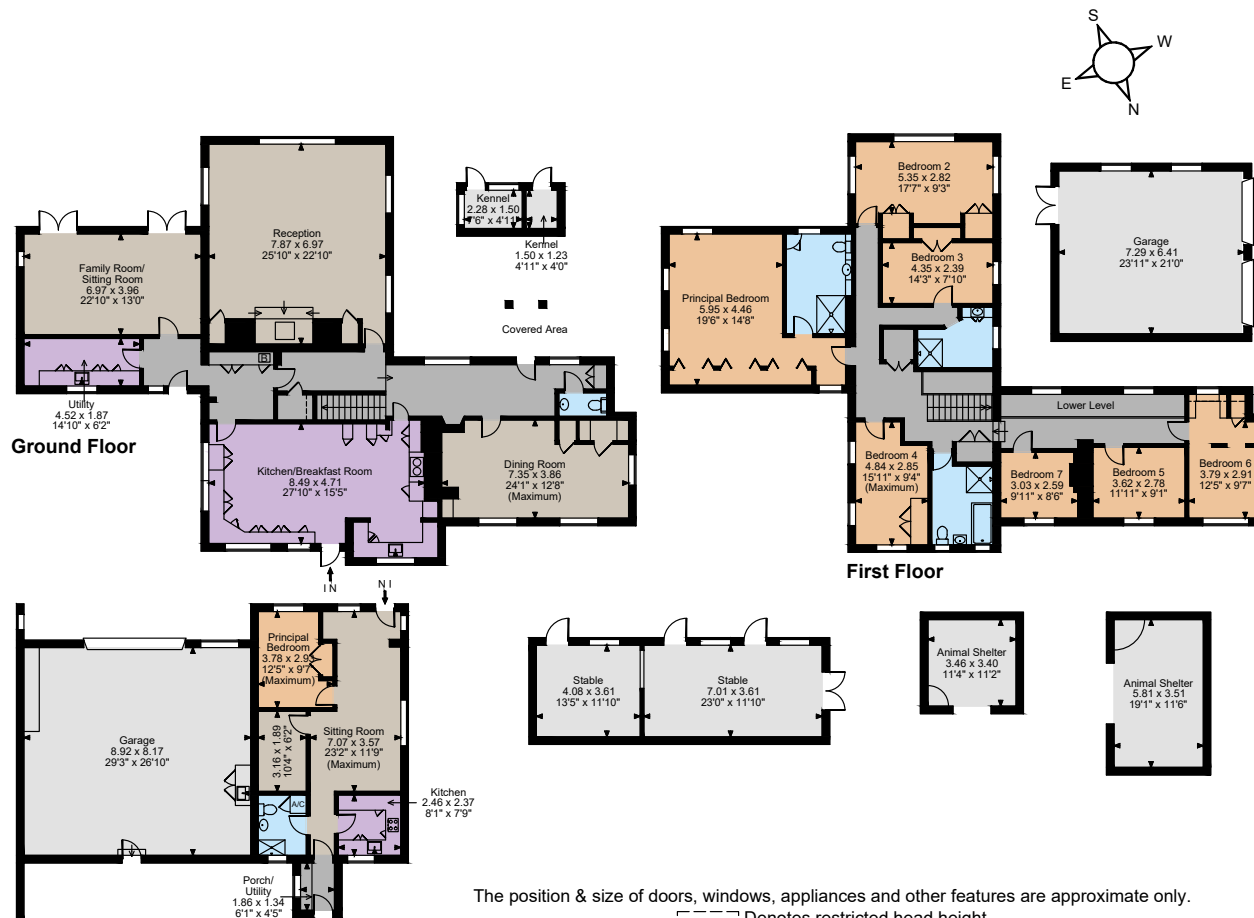 S
W
E
N
Reception
7.87 x 6.97
25'10" x 22'10"
Family Room/
Sitting Room
6.97 x 3.96
22'10" x 13'0"
Utility
4.52 x 1.87
14'10" x 6'2"
Ground Floor
B
Kitchen/Breakfast Room
8.49 x 4.71
27'10" x 15'5"
Dining Room
7.35 x 3.86
24'1" x 12'8"
(Maximum)
IN
Kennel
2.28 x 1.50
7'6" x 4'11"
Kennel
1.50 x 1.23
4'11" x 4'0"
Covered Area
Bedroom 2
5.35 x 2.82
17'7" x 9'3"
Bedroom 3
4.35 x 2.39
14'3" x 7'10"
Principal Bedroom
5.95 x 4.46
19'6" x 14'8"
Lower Level
Bedroom 4
4.84 x 2.85
15'11" x 9'4"
(Maximum)
Bedroom 7
3.03 x 2.59
9'11" x 8'6"
Bedroom 5
3.62 x 2.78
11'11" x 9'1"
Bedroom 6
3.79 x 2.91
12'5" x 9'7"
First Floor
Garage
7.29 x 6.41
23'11" x 21'0"
NI
Principal
Bedroom
3.78 x 2.93
12'5" x 9'7"
(Maximum)
Garage
8.92 x 8.17
29'3" x 26'10"
3.16 x 1.89
10'4" x 6'2"
Sitting Room
7.07 x 3.57
23'2" x 11'9"
(Maximum)
A/C
Kitchen
2.46 x 2.37
8'1" x 7'9"
Porch/
Utility
1.86 x 1.34
6'1" x 4'5"
Stable
4.08 x 3.61
13'5" x 11'10"
Stable
7.01 x 3.61
23'0" x 11'10"
Animal Shelter
3.46 x 3.40
11'4" x 11'2"
Animal Shelter
5.81 x 3.51
19'1" x 11'6"
The position & size of doors, windows, appliances and other features are approximate only.
Denotes restricted head height